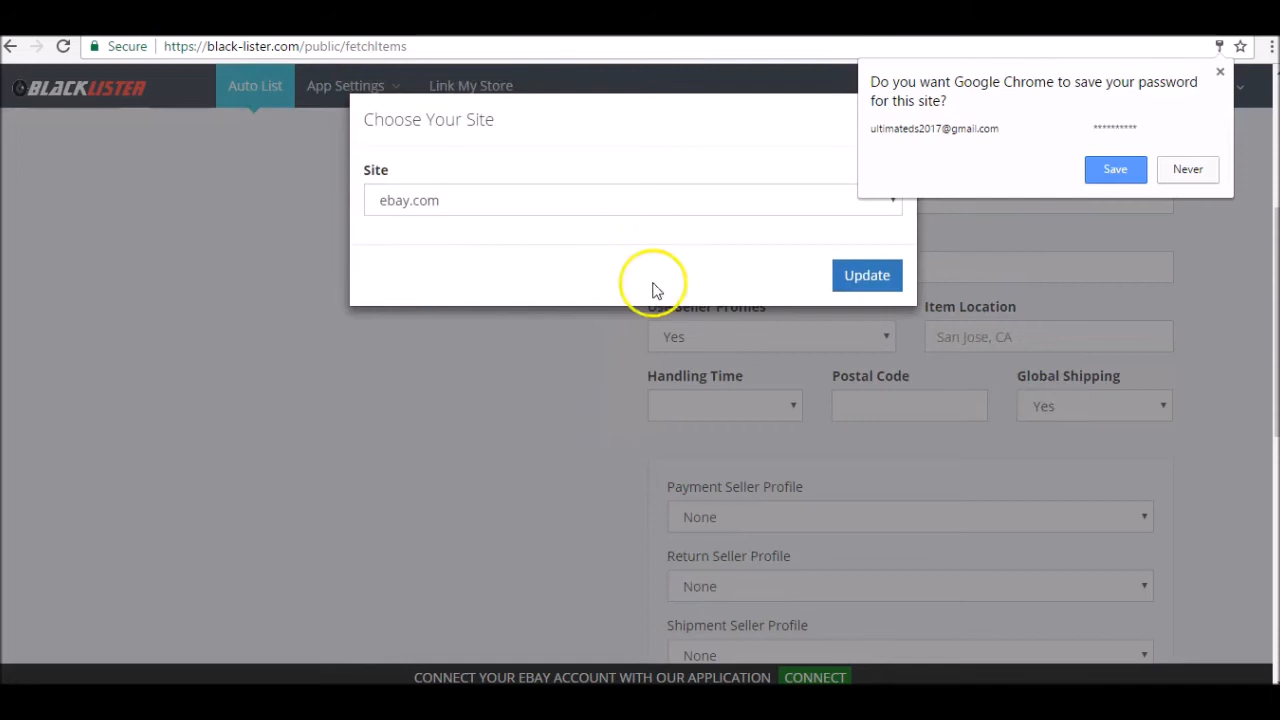 Secure
https://black-lister.com/public/fetchItems
BLACKLISTER
Auto List
App Settings
Link My Store
Do you want Google Chrome to save your password
for this site?
ultimateds2017@gmail.com
**********
Save
Never
Choose Your Site
Site
ebay.com
Update
Use Seller Profiles
Item Location
Yes
San Jose, CA
Handling Time
Postal Code
Global Shipping
Yes
Payment Seller Profile
None
Return Seller Profile
None
Shipment Seller Profile
None
CONNECT YOUR EBAY ACCOUNT WITH OUR APPLICATION
CONNECT